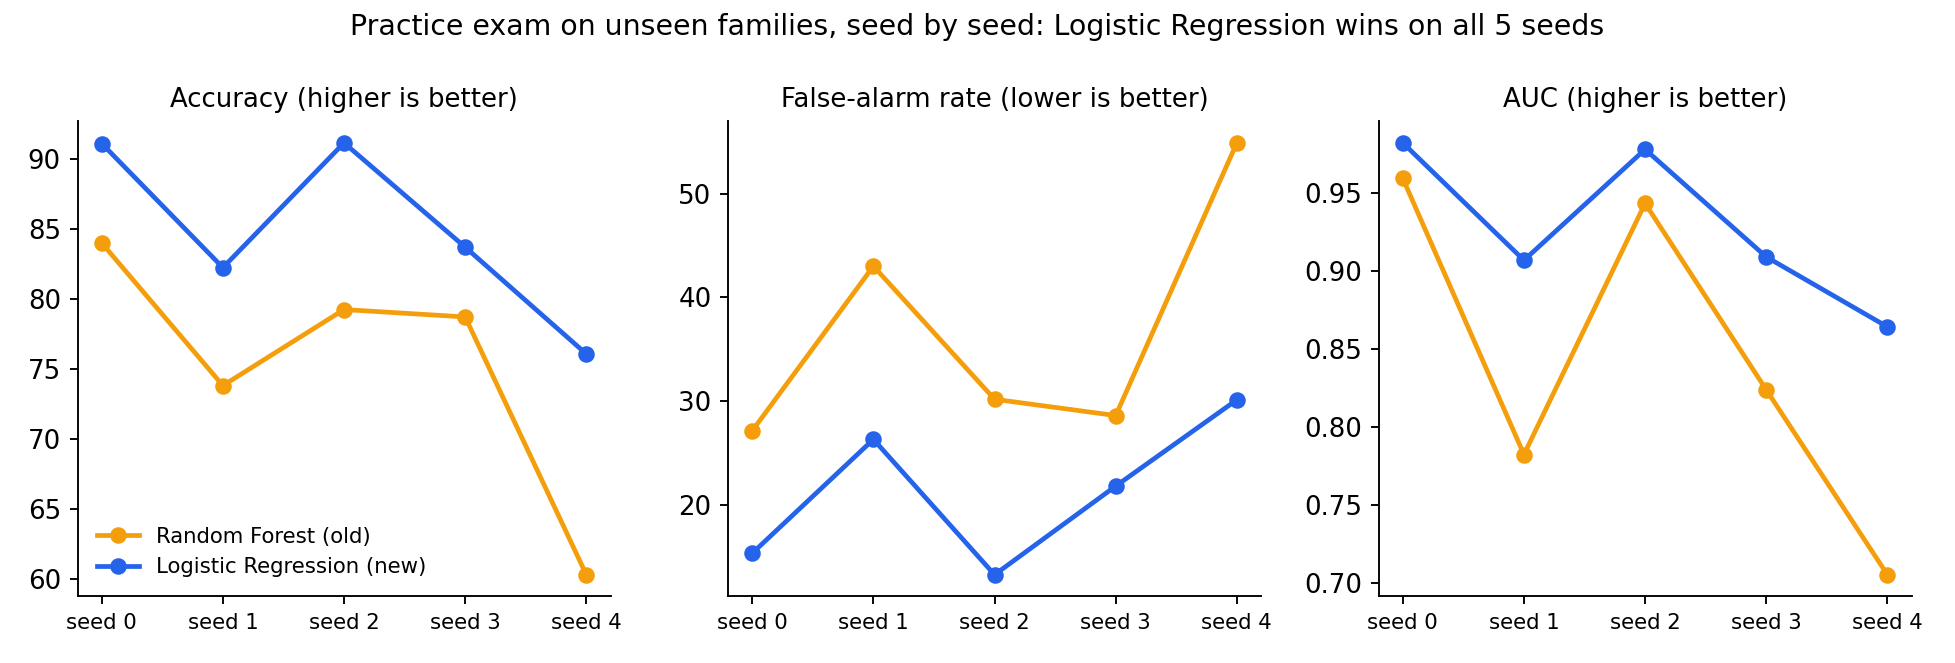 Practice exam on unseen families, seed by seed: Logistic Regression wins on all 5 seeds
Accuracy (higher is better)
90
85
80
75
70
65
60
Random Forest (old)
Logistic Regression (new)
seed 0 seed 1 seed 2 seed 3 seed 4
False-alarm rate (lower is better)
50
40
30
20
seed 0 seed 1 seed 2 seed 3 seed 4
AUC (higher is better)
0.95
0.90
0.85
0.80
0.75
0.70
seed 0 seed 1 seed 2 seed 3 seed 4